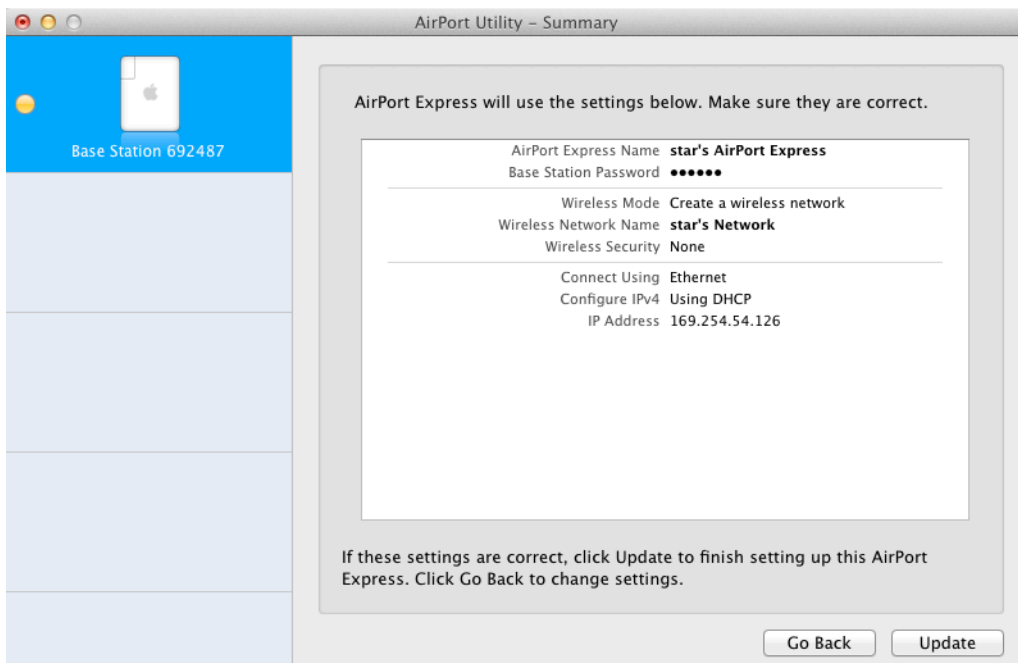 AirPort Utility – Summary
Base Station 692487
AirPort Express will use the settings below. Make sure they are correct.
AirPort Express Name star's AirPort Express
Base Station Password ●●●●●●
Wireless Mode Create a wireless network
Wireless Network Name star's Network
Wireless Security None
Connect Using Ethernet
Configure IPv4 Using DHCP
IP Address 169.254.54.126
If these settings are correct, click Update to finish setting up this AirPort
Express. Click Go Back to change settings.
Go Back Update